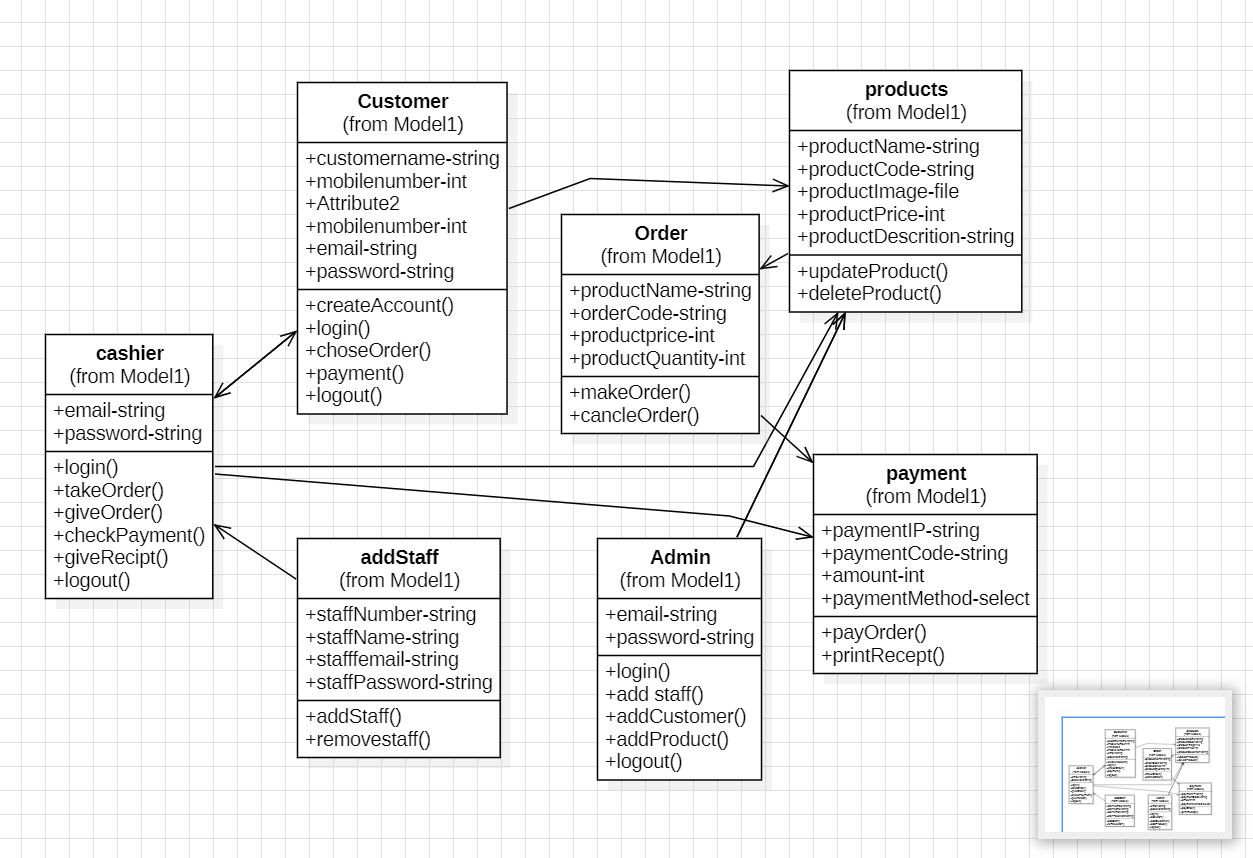 Customer
(from Model1)
+customername-string
+mobilenumber-int
+Attribute2
+mobilenumber-int
+email-string
+password-string
+createAccount()
+login()
+choseOrder()
+payment()
+logout()
products
(from Model1)
+productName-string
+productCode-string
+productImage-file
+productPrice-int
+productDescrition-string
+updateProduct()
+deleteProduct()
Order
(from Model1)
+productName-string
+orderCode-string
+productprice-int
+productQuantity-int
+makeOrder()
+cancleOrder()
cashier
(from Model1)
+email-string
+password-string
+login()
+takeOrder()
+giveOrder()
+checkPayment()
+giveRecipt()
+logout()
payment
(from Model1)
+paymentIP-string
+paymentCode-string
+amount-int
+paymentMethod-select
+payOrder()
+printRecept()
addStaff
(from Model1)
+staffNumber-string
+staffName-string
+stafffemail-string
+staffPassword-string
+addStaff()
+removestaff()
Admin
(from Model1)
+email-string
+password-string
+login()
+add staff()
+addCustomer()
+addProduct()
+logout()